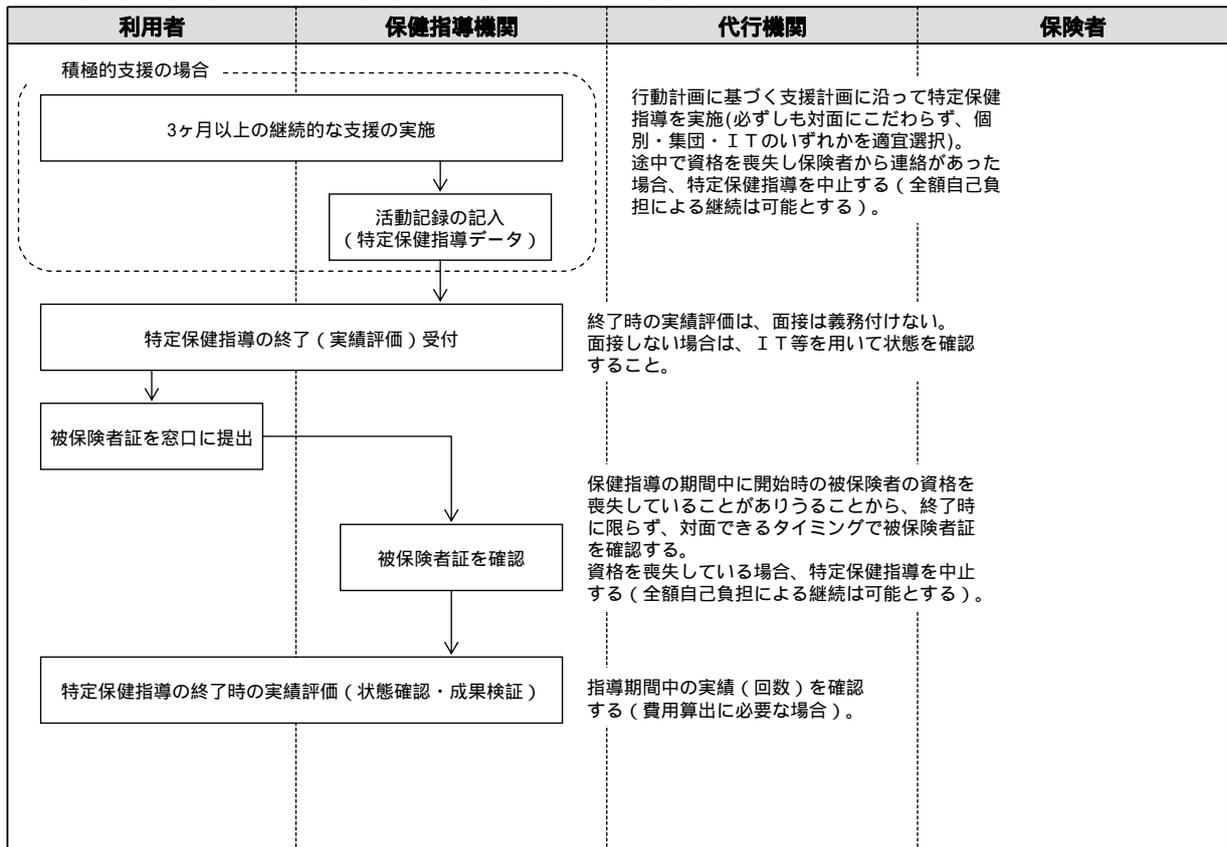 利用者
保健指導機関
代行機関
保険者
積極的支援の場合
3ヶ月以上の継続的な支援の実施
行動計画に基づく支援計画に沿って特定保健
指導を実施(必ずしも対面にこだわらず、個
別・集団・ＩＴのいずれかを適宜選択)。
途中で資格を喪失し保険者から連絡があった
場合、特定保健指導を中止する（全額自己負
担による継続は可能とする）。
活動記録の記入
（特定保健指導データ）
特定保健指導の終了（実績評価）受付
終了時の実績評価は、面接は義務付けない。
面接しない場合は、ＩＴ等を用いて状態を確認
すること。
被保険者証を窓口に提出
被保険者証を確認
保健指導の期間中に開始時の被保険者の資格を
喪失していることがありうることから、終了時
に限らず、対面できるタイミングで被保険者証
を確認する。
資格を喪失している場合、特定保健指導を中止
する（全額自己負担による継続は可能とする）。
特定保健指導の終了時の実績評価（状態確認・成果検証）
指導期間中の実績（回数）を確認
する（費用算出に必要な場合）。